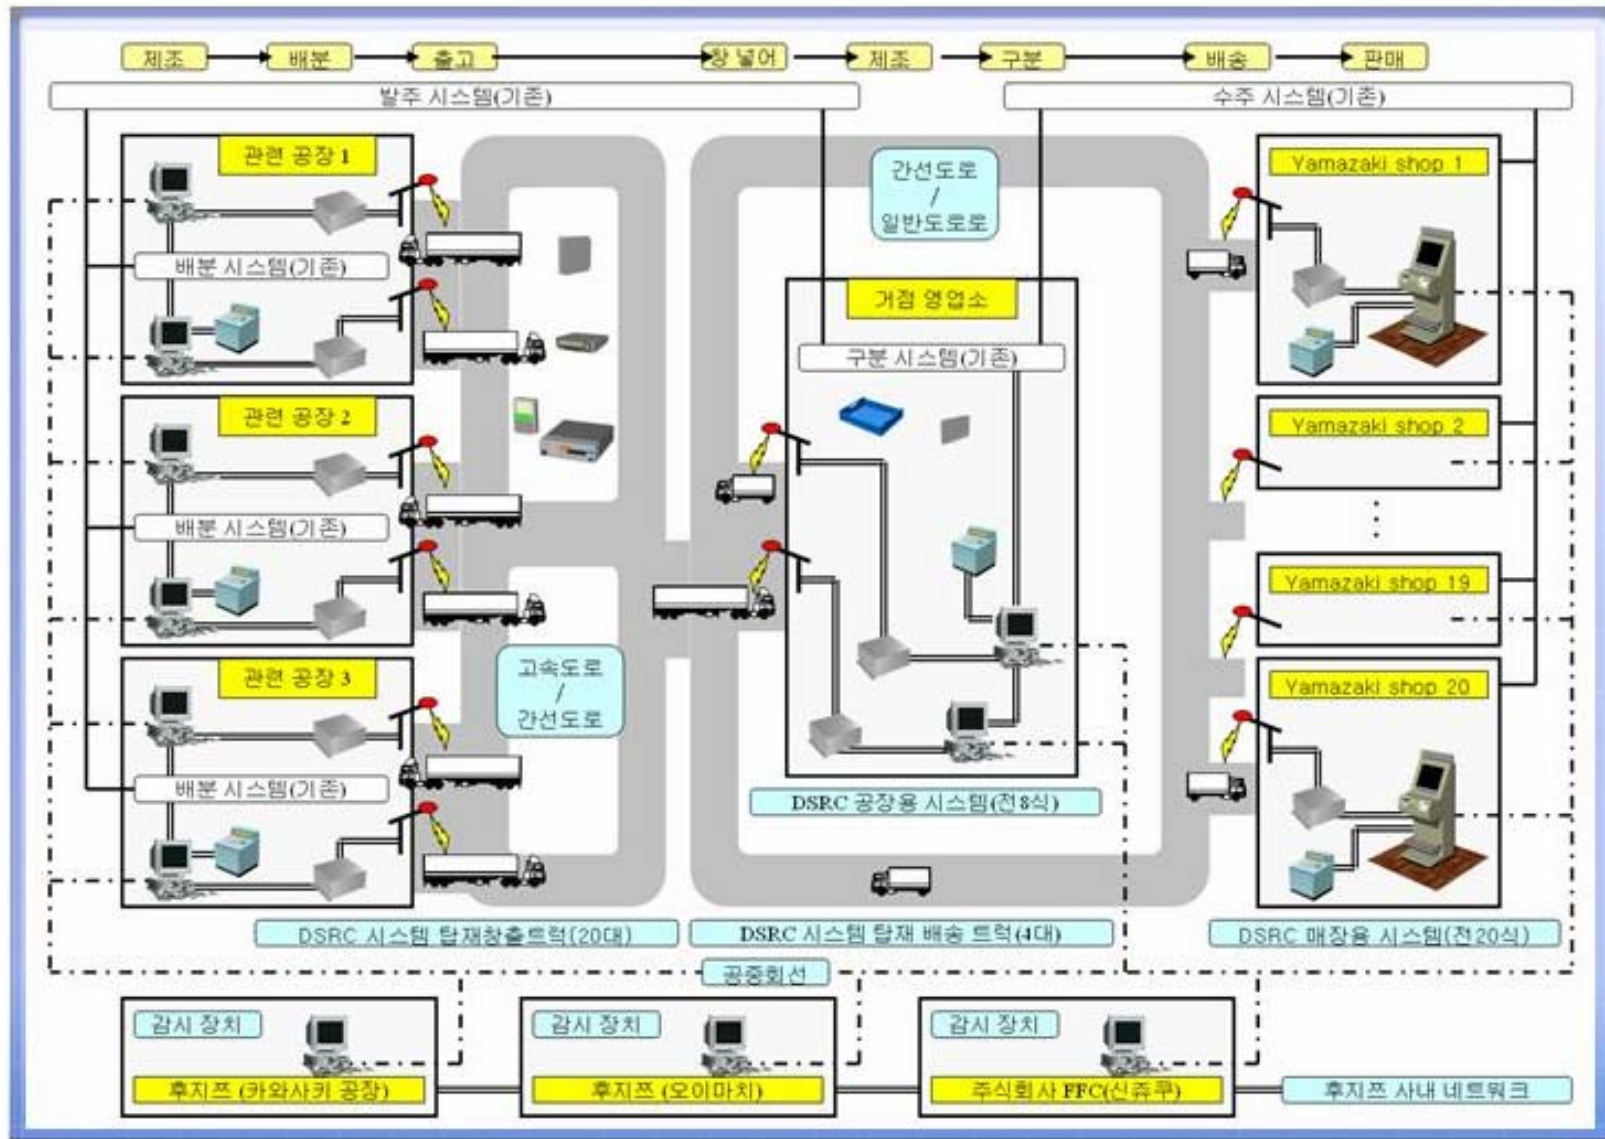 제조
배분
출고
창 넣어
제조
구분
배송
판매
발주 시스템(기존)
수주 시스템(기존)
관련 공장 1
배분 시스템(기존)
관련 공장 2
배분 시스템(기존)
관련 공장 3
배분 시스템(기존)
고속도로
/
간선도로
간선도로
/
일반도로로
거점 영업소
구분 시스템(기존)
DSRC 공장용 시스템(전8식)
Yamazaki shop 1
Yamazaki shop 2
Yamazaki shop 19
Yamazaki shop 20
DSRC 시스템 탑재창출트럭(20대)
DSRC 시스템 탑재 배송 트럭(4대)
DSRC 매장용 시스템(전20식)
공중회선
감시 장치
후지쯔 (카와사키 공장)
감시 장치
후지쯔 (오이마치)
감시 장치
주식회사 FFC(신쥬쿠)
후지쯔 사내 네트워크